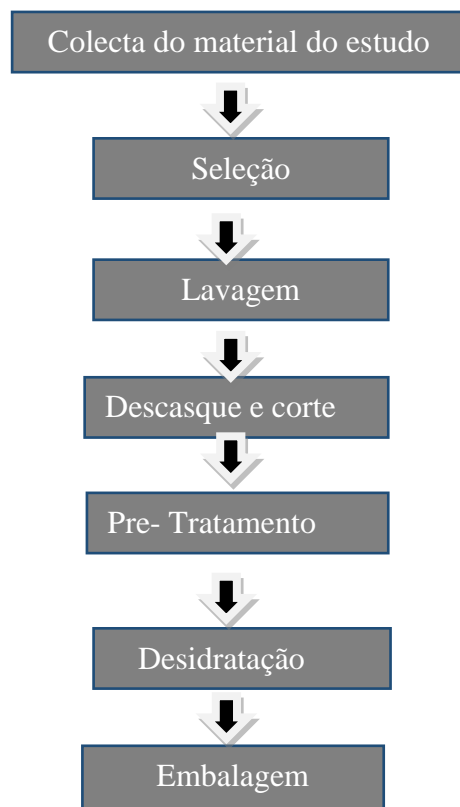 Colecta do material do estudo
Seleção
Lavagem
Descasque e corte
Pre- Tratamento
Desidratação
Embalagem